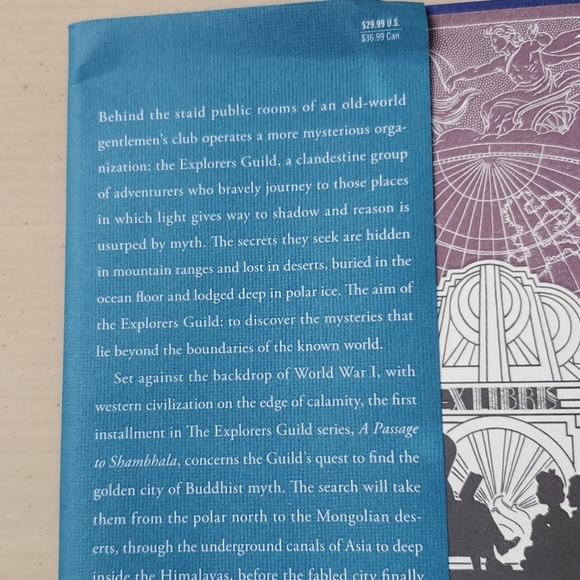 $29.99 U.S.
$36.99 Can.
Behind the staid public rooms of an old-world
gentlemen's club operates a more mysterious orga-
nization: the Explorers Guild, a clandestine group
of adventurers who bravely journey to those places
in which light gives way to shadow and reason is
usurped by myth. The secrets they seek are hidden
in mountain ranges and lost in deserts, buried in the
ocean floor and lodged deep in polar ice. The aim of
the Explorers Guild: to discover the mysteries that
lie beyond the boundaries of the known world.
Set against the backdrop of World War I, with
western civilization on the edge of calamity, the first
installment in The Explorers Guild series, A Passage
to Shambhala, concerns the Guild's quest to find the
golden city of Buddhist myth. The search will take
them from the polar north to the Mongolian des-
erts, through the underground canals of Asia to deep
inside the Himalayas, before the fabled city finally
X LIBRIS